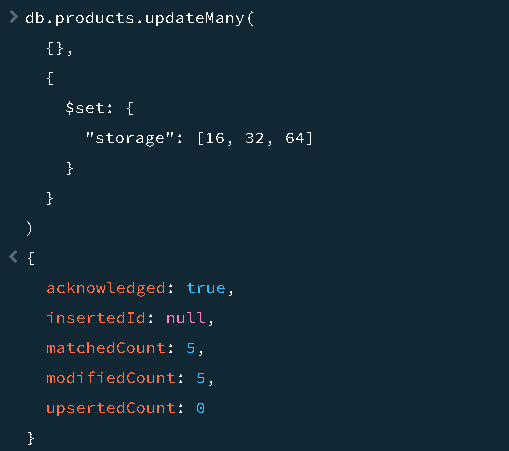 > db.products.updateMany(
{},
{
$set: {
"storage": [16, 32, 64]
}
}
)
< {
acknowledged: true,
insertedId: null,
matchedCount: 5,
modifiedCount: 5,
upsertedCount: 0
}